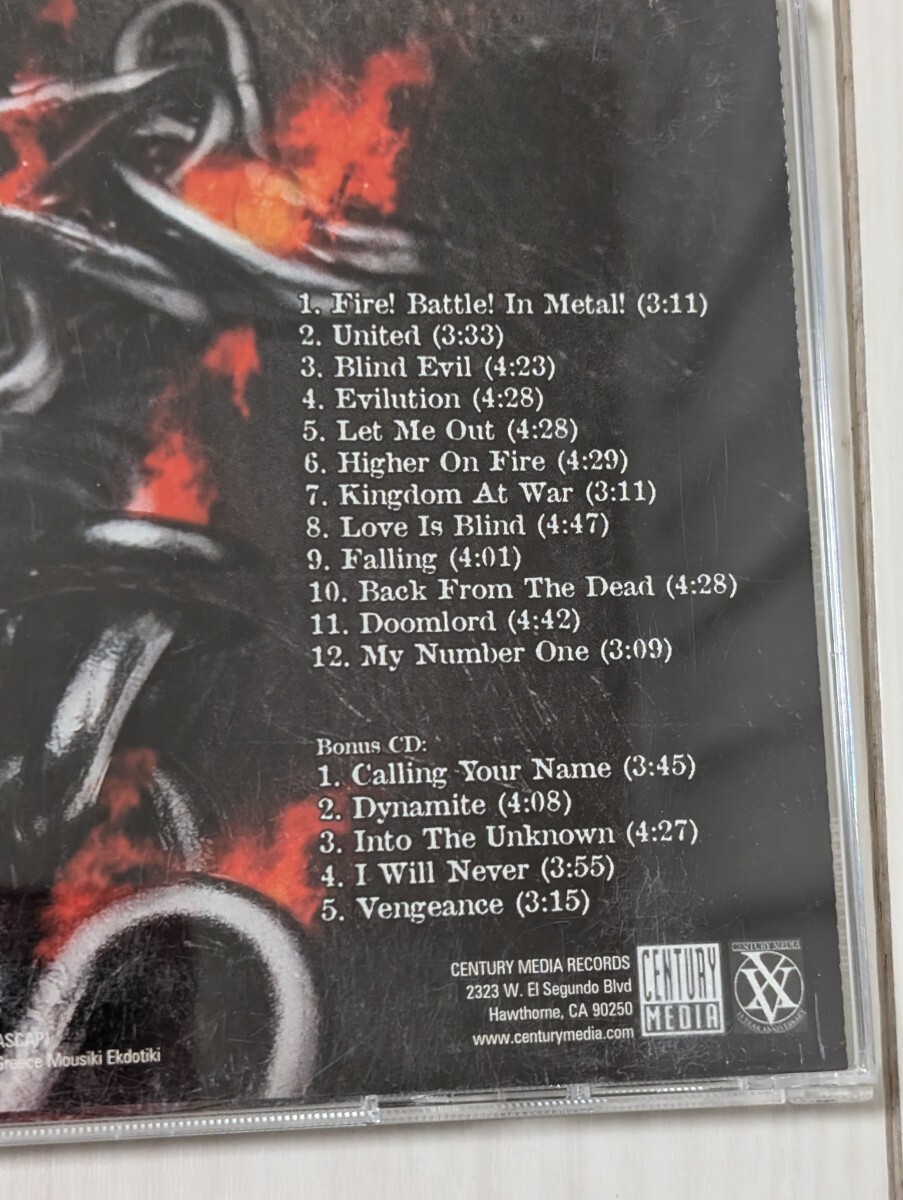 1. Fire! Battle! In Metal! (3:11)
2. United (3:33)
3. Blind Evil (4:23)
4. Evilution (4:28)
5. Let Me Out (4:28)
6. Higher On Fire (4:29)
7. Kingdom At War (3:11)
8. Love Is Blind (4:47)
9. Falling (4:01)
10. Back From The Dead (4:28)
11. Doomlord (4:42)
12. My Number One (3:09)
Bonus CD:
1. Calling Your Name (3:45)
2. Dynamite (4:08)
3. Into The Unknown (4:27)
4. I Will Never (3:55)
5. Vengeance (3:15)
CENTURY MEDIA RECORDS
2323 W. El Segundo Blvd
Hawthorne, CA 90250
www.centurymedia.com
CENTURY
MEDIA
CENTURY MEDIA
XV
ASCAP)
Greece Mousiki Ekdotiki